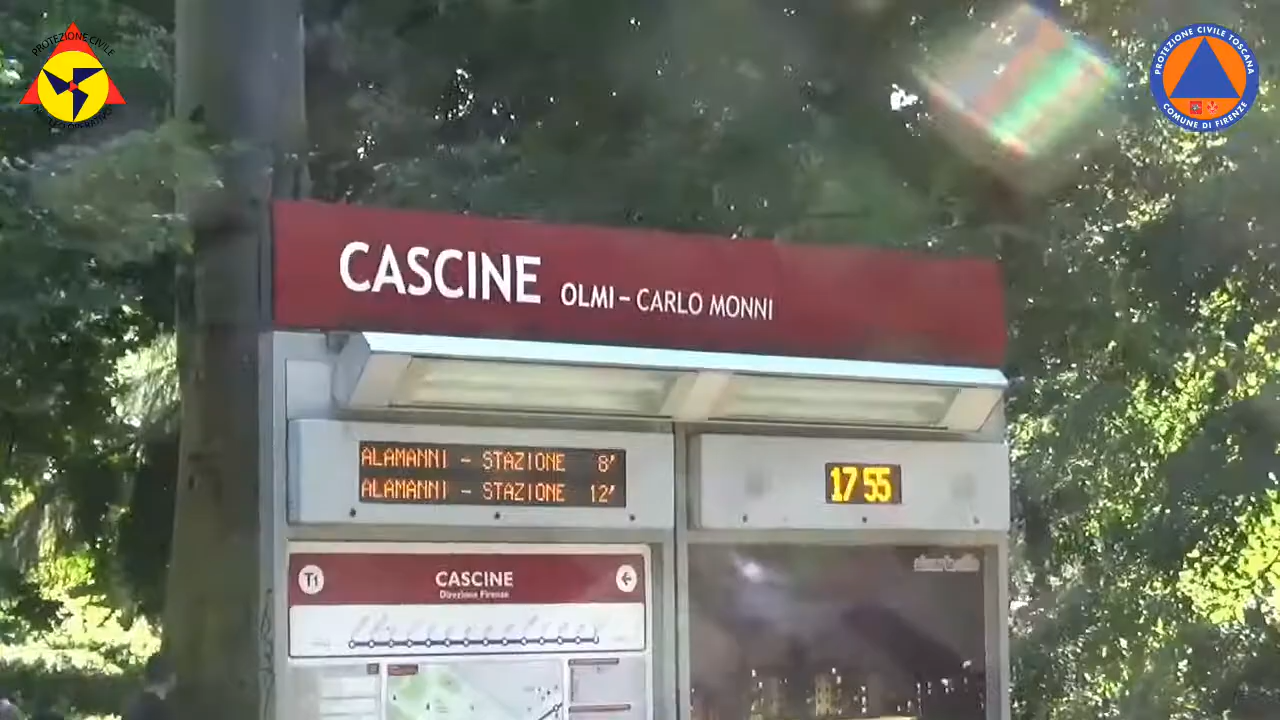 PROTEZIONE CIVILE
PROTEZIONE CIVILE TOSCANA
COMUNE DI FIRENZE
CASCINE OLMI – CARLO MONNI
ALAMANNI - STAZIONE 8'
ALAMANNI - STAZIONE 12'
17 55
T1
CASCINE
Direzione Firenze